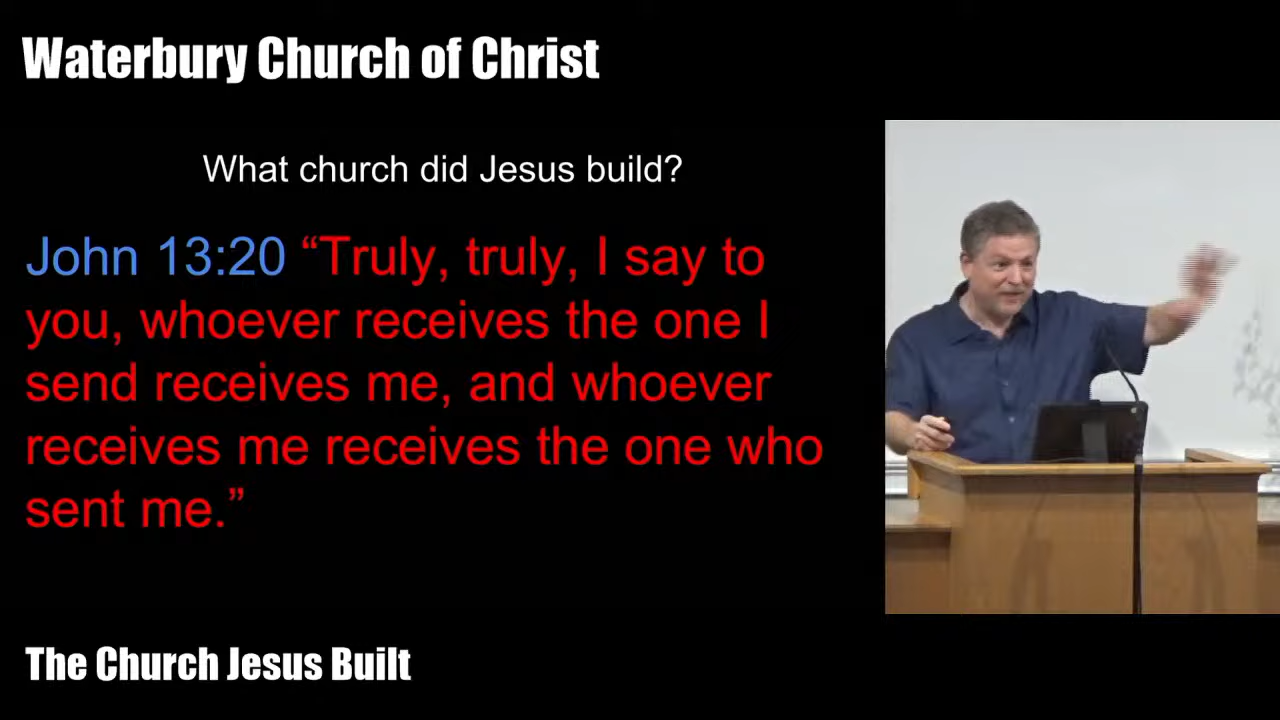 Waterbury Church of Christ
What church did Jesus build?
John 13:20 “Truly, truly, I say to
you, whoever receives the one I
send receives me, and whoever
receives me receives the one who
sent me.”
The Church Jesus Built